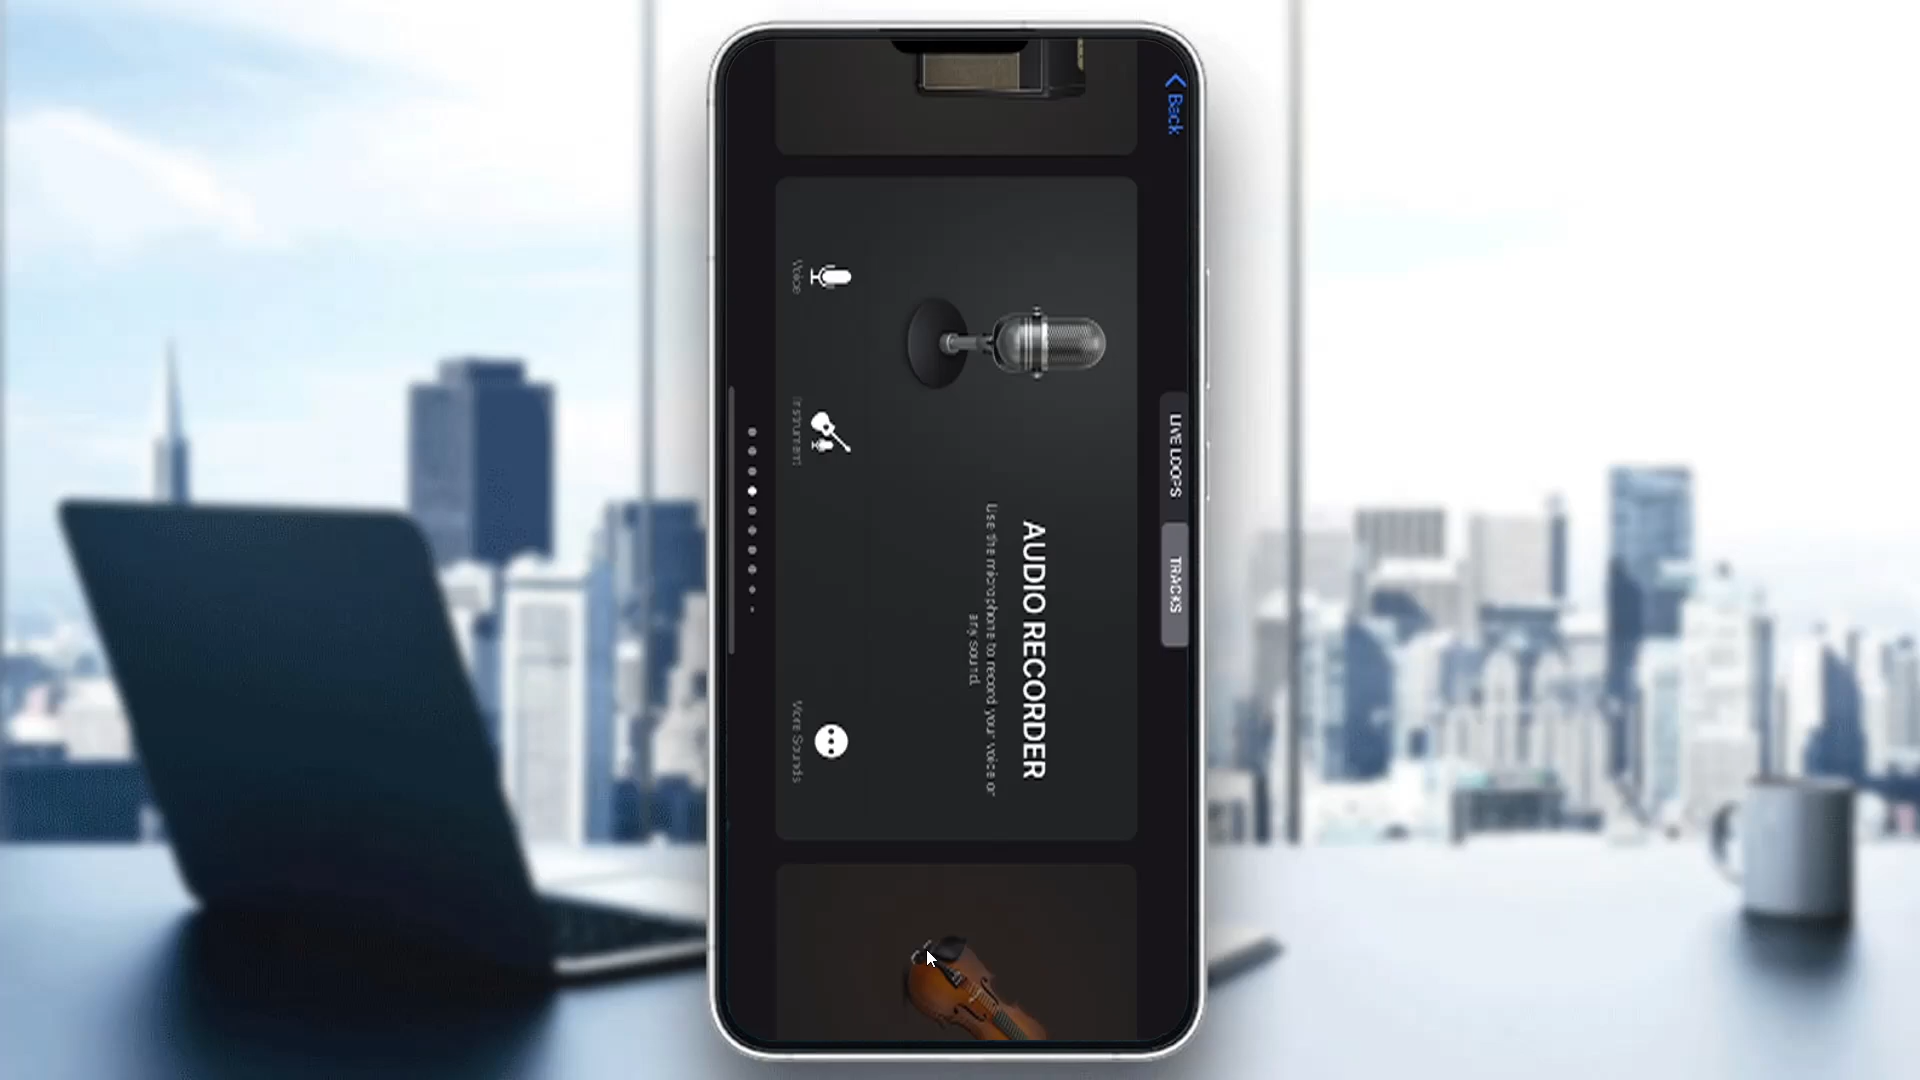 Back
LIVE LOOPS
TRACKS
AUDIO RECORDER
Use the microphone to record your voice or
any sound.
Voice
Instrument
More Sounds